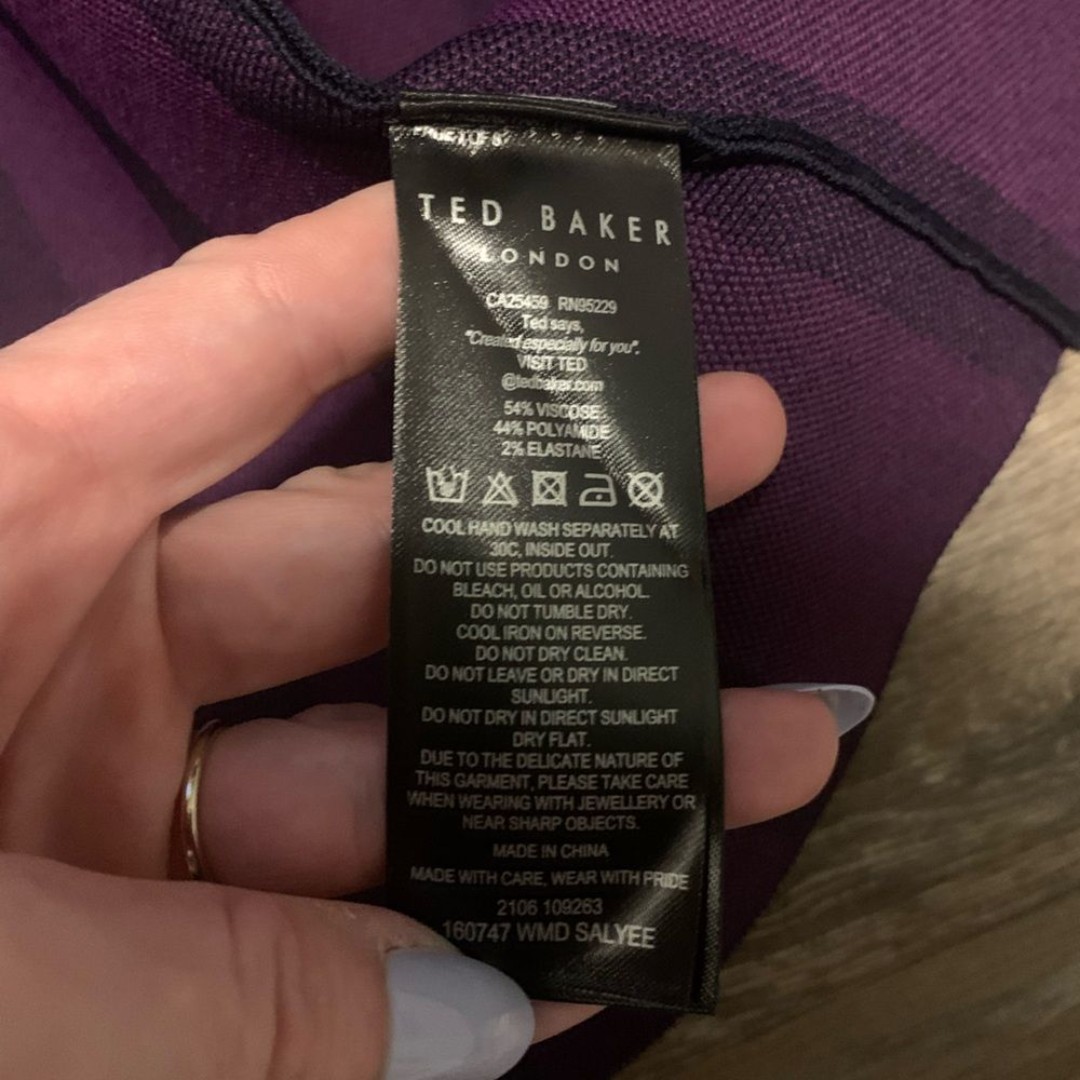 TED BAKER
LONDON
CA25459 RN95229
Ted says,
"Created especially for you".
VISIT TED
@tedbaker.com
54% VISCOSE
44% POLYAMIDE
2% ELASTANE
COOL HAND WASH SEPARATELY AT
30C, INSIDE OUT.
DO NOT USE PRODUCTS CONTAINING
BLEACH, OIL OR ALCOHOL.
DO NOT TUMBLE DRY.
COOL IRON ON REVERSE.
DO NOT DRY CLEAN.
DO NOT LEAVE OR DRY IN DIRECT
SUNLIGHT.
DO NOT DRY IN DIRECT SUNLIGHT
DRY FLAT.
DUE TO THE DELICATE NATURE OF
THIS GARMENT, PLEASE TAKE CARE
WHEN WEARING WITH JEWELLERY OR
NEAR SHARP OBJECTS.
MADE IN CHINA
MADE WITH CARE, WEAR WITH PRIDE
2106 109263
160747 WMD SALYEE